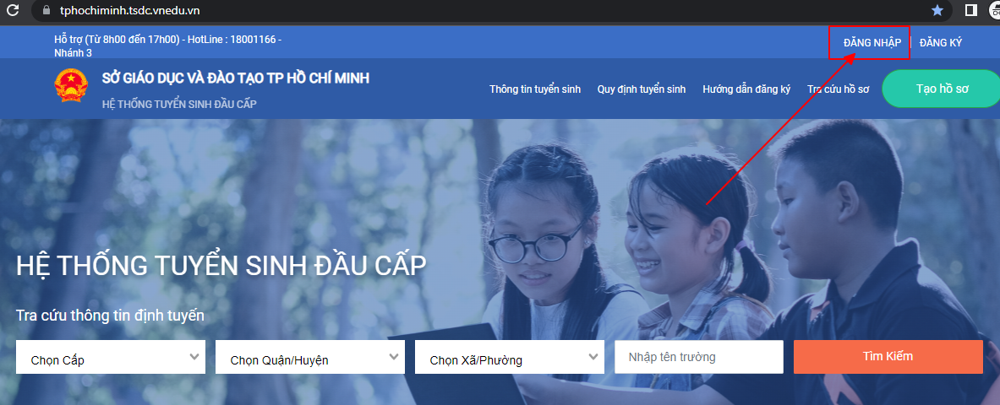 tphochiminh.tsdc.vnedu.vn
Hỗ trợ (Từ 8h00 đến 17h00) - HotLine : 18001166 -
Nhánh 3
ĐĂNG NHẬP
ĐĂNG KÝ
SỞ GIÁO DỤC VÀ ĐÀO TẠO TP HỒ CHÍ MINH
HỆ THỐNG TUYỂN SINH ĐẦU CẤP
Thông tin tuyển sinh
Quy định tuyển sinh
Hướng dẫn đăng ký
Tra cứu hồ sơ
Tạo hồ sơ
HỆ THỐNG TUYỂN SINH ĐẦU CẤP
Tra cứu thông tin định tuyến
Chọn Cấp
Chọn Quận/Huyện
Chọn Xã/Phường
Nhập tên trường
Tìm Kiếm